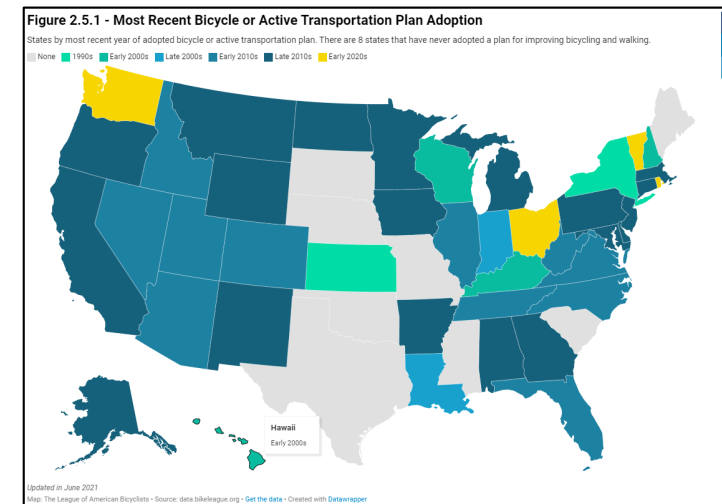 Figure 2.5.1 - Most Recent Bicycle or Active Transportation Plan Adoption
States by most recent year of adopted bicycle or active transportation plan. There are 8 states that have never adopted a plan for improving bicycling and walking.
None 1990s Early 2000s Late 2000s Early 2010s Late 2010s Early 2020s
Hawaii
Early 2000s
Updated in June 2021
Map: The League of American Bicyclists • Source: data.bikeleague.org • Get the data • Created with Datawrapper